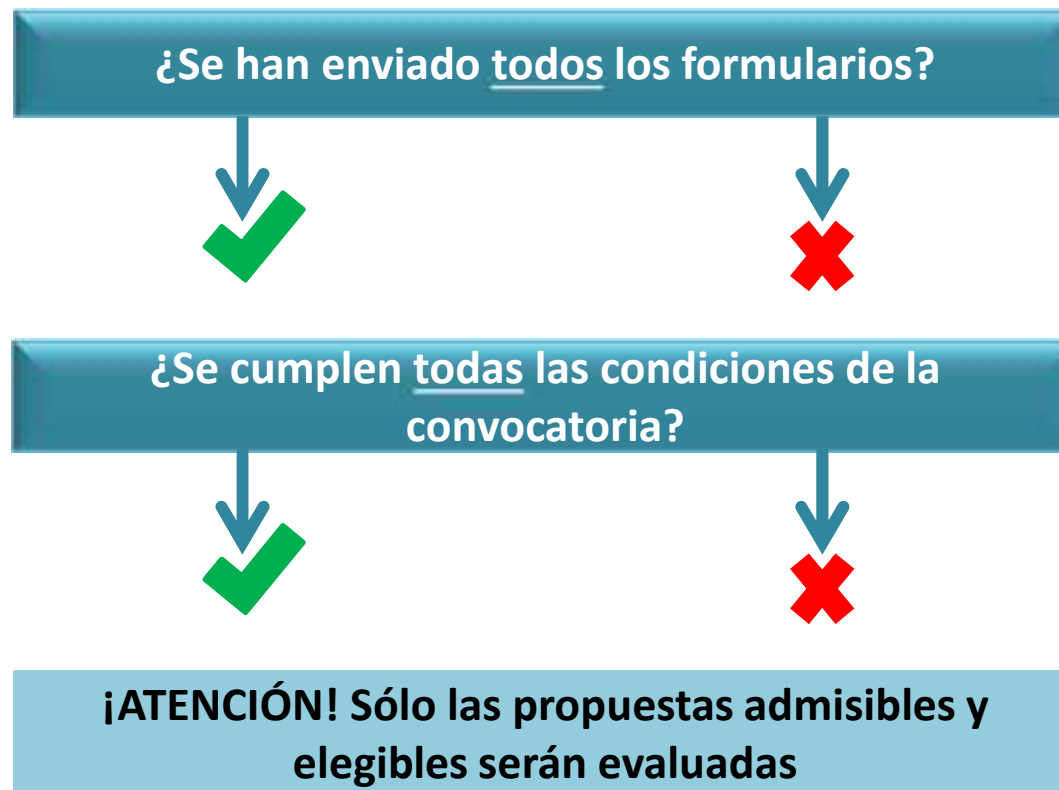 ¿Se han enviado todos los formularios?
¿Se cumplen todas las condiciones de la
convocatoria?
¡ATENCIÓN! Sólo las propuestas admisibles y
elegibles serán evaluadas